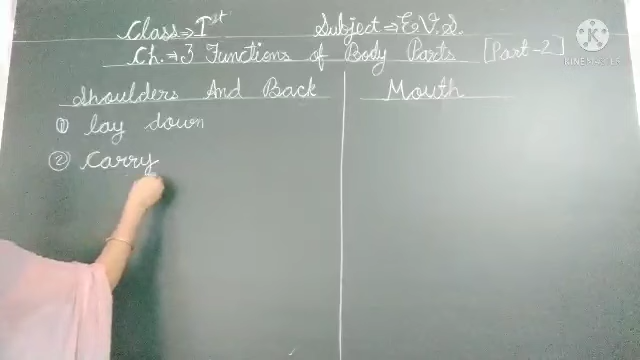 Class→ Ist Subject→ E.V.S.
Ch.→ 3 Functions of Body Parts [Part-2]
KINEMASTER
Shoulders And Back Mouth
① lay down
② Carry